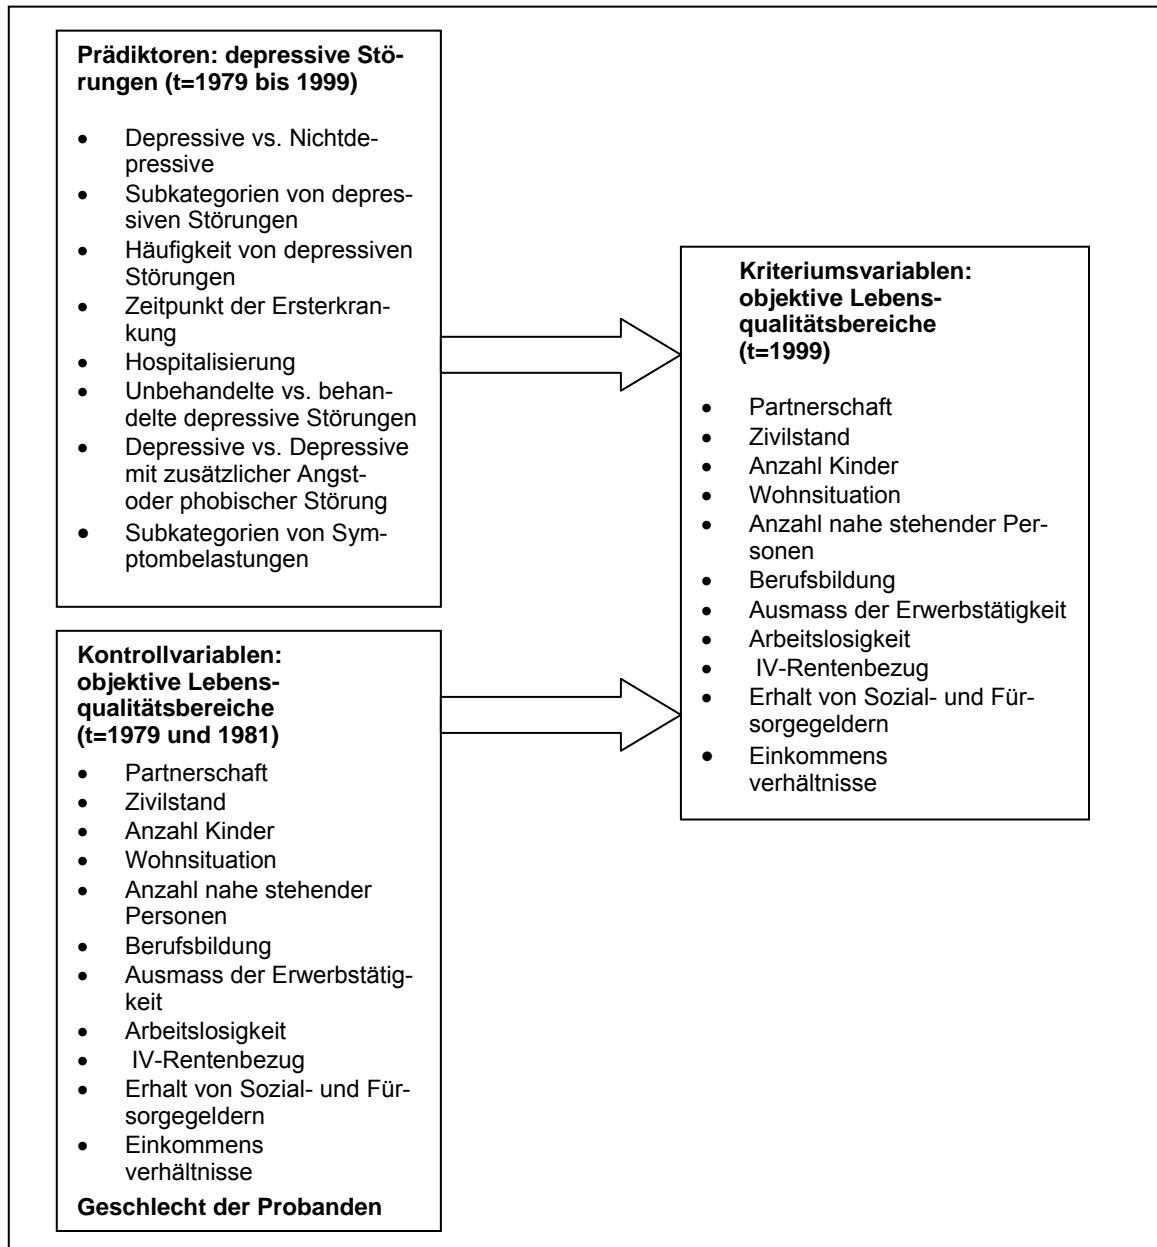 Prädiktoren: depressive Stö-
rungen (t=1979 bis 1999)
• Depressive vs. Nichtde-
pressive
• Subkategorien von depres-
siven Störungen
• Häufigkeit von depressiven
Störungen
• Zeitpunkt der Ersterkran-
kung
• Hospitalisierung
• Unbehandelte vs. behan-
delte depressive Störungen
• Depressive vs. Depressive
mit zusätzlicher Angst-
oder phobischer Störung
• Subkategorien von Sym-
ptombelastungen
Kontrollvariablen:
objektive Lebens-
qualitätsbereiche
(t=1979 und 1981)
• Partnerschaft
• Zivilstand
• Anzahl Kinder
• Wohnsituation
• Anzahl nahe stehender
Personen
• Berufsbildung
• Ausmass der Erwerbstätig-
keit
• Arbeitslosigkeit
• IV-Rentenbezug
• Erhalt von Sozial- und Für-
sorgegeldern
• Einkommens
verhältnisse
Geschlecht der Probanden
Kriteriumsvariablen:
objektive Lebens-
qualitätsbereiche
(t=1999)
• Partnerschaft
• Zivilstand
• Anzahl Kinder
• Wohnsituation
• Anzahl nahe stehender Per-
sonen
• Berufsbildung
• Ausmass der Erwerbstätigkeit
• Arbeitslosigkeit
• IV-Rentenbezug
• Erhalt von Sozial- und Für-
sorgegeldern
• Einkommens
verhältnisse